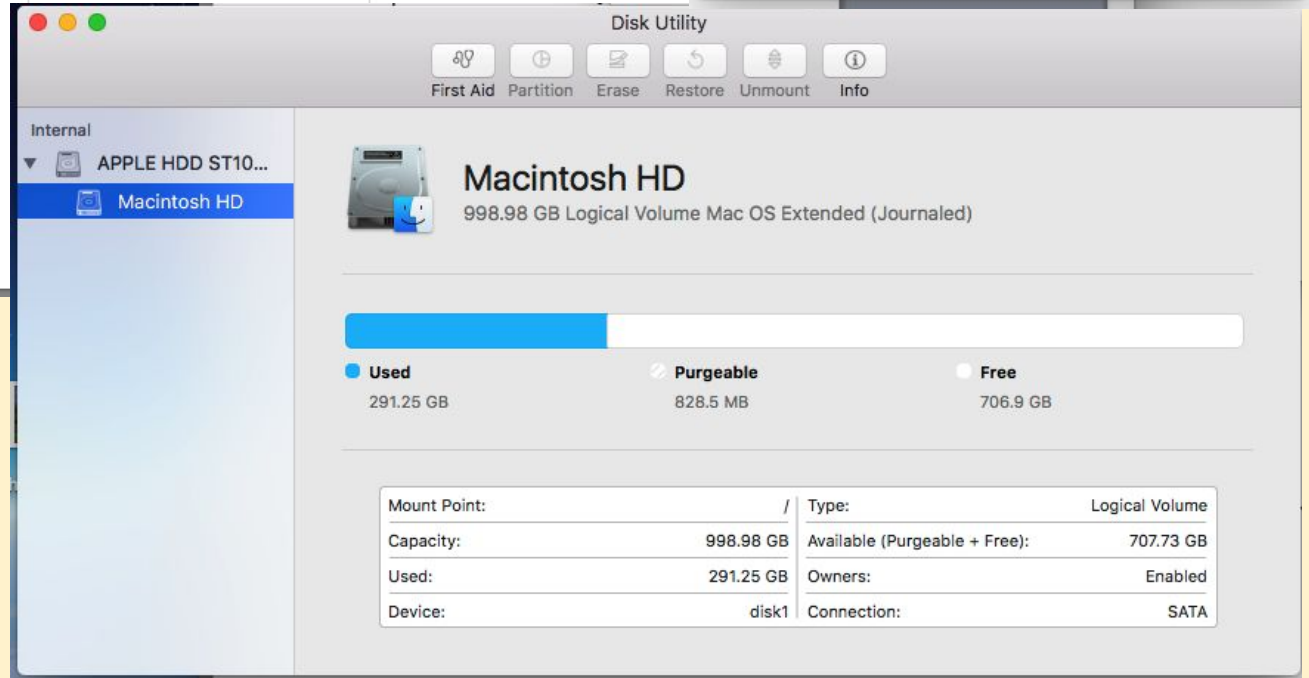 Disk Utility
First Aid Partition Erase Restore Unmount Info
Internal
APPLE HDD ST10...
Macintosh HD
Macintosh HD
998.98 GB Logical Volume Mac OS Extended (Journaled)
Used Purgeable Free
291.25 GB 828.5 MB 706.9 GB
Mount Point: / Type: Logical Volume
Capacity: 998.98 GB Available (Purgeable + Free): 707.73 GB
Used: 291.25 GB Owners: Enabled
Device: disk1 Connection: SATA